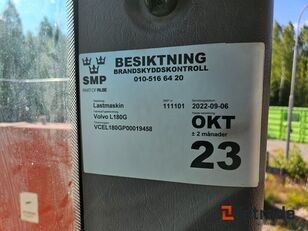 BESIKTNING
BRANDSKYDDSKONTROLL
010-516 64 20
SMP
PART OF
Lastmaskin
111101
2022-09-06
Volvo L180G
VCEL180GP00019458
OKT
± 2 månader
23